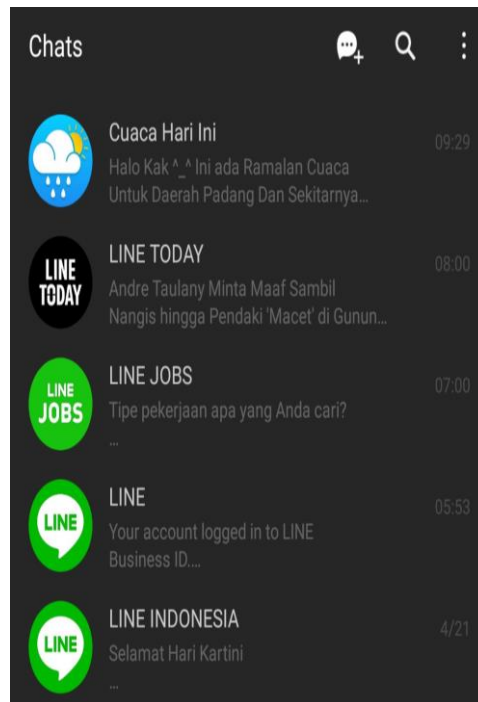 Chats
Cuaca Hari Ini
09:29
Halo Kak ^_^ Ini ada Ramalan Cuaca
Untuk Daerah Padang Dan Sekitarnya...
LINE
TODAY
LINE TODAY
08:00
Andre Taulany Minta Maaf Sambil
Nangis hingga Pendaki 'Macet' di Gunun...
LINE
JOBS
LINE JOBS
07:00
Tipe pekerjaan apa yang Anda cari?
...
LINE
LINE
05:53
Your account logged in to LINE
Business ID....
LINE
LINE INDONESIA
4/21
Selamat Hari Kartini
...